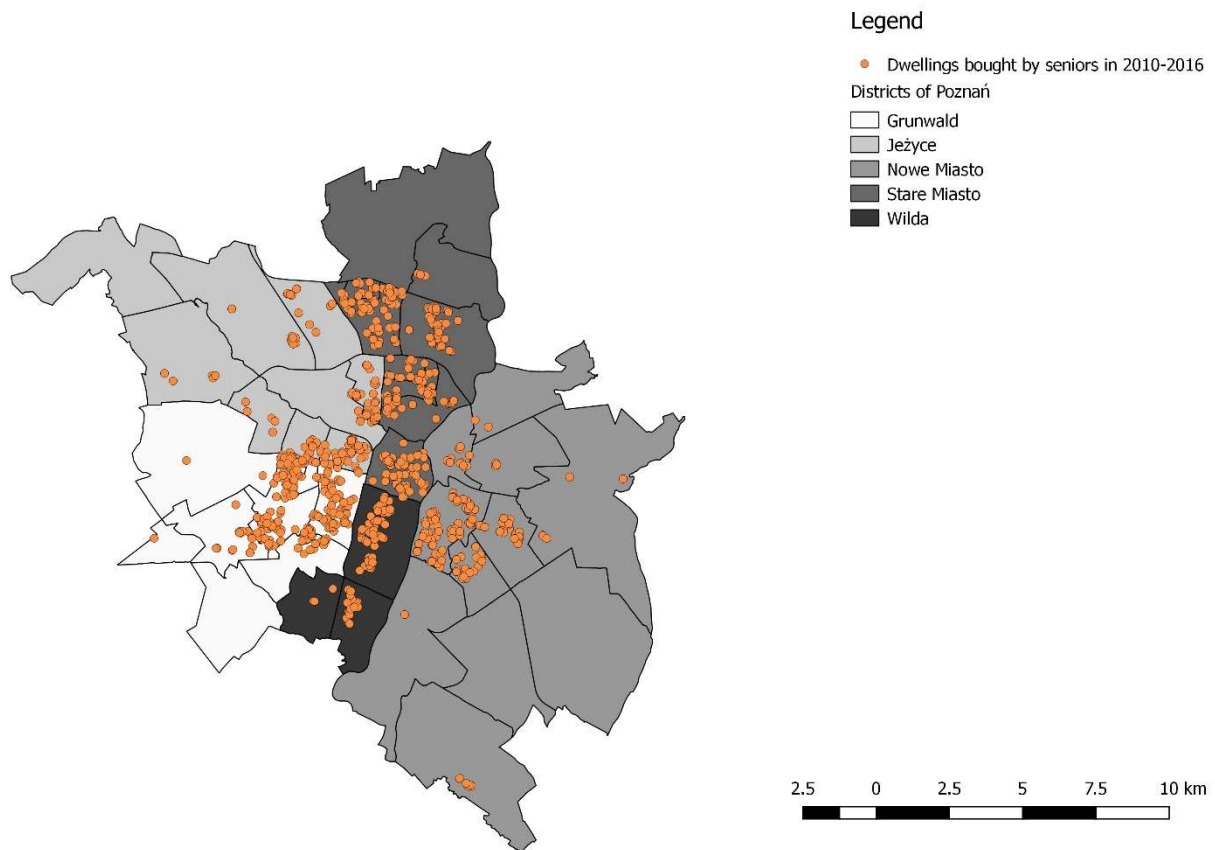 Legend
Dwellings bought by seniors in 2010-2016
Districts of Poznań
Grunwald
Jeżyce
Nowe Miasto
Stare Miasto
Wilda
2.5 0 2.5 5 7.5 10 km